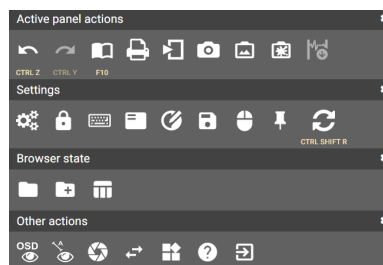 Active panel actions
CTRL Z CTRL Y F10
Settings
CTRL SHIFT R
Browser state
Other actions
OSD